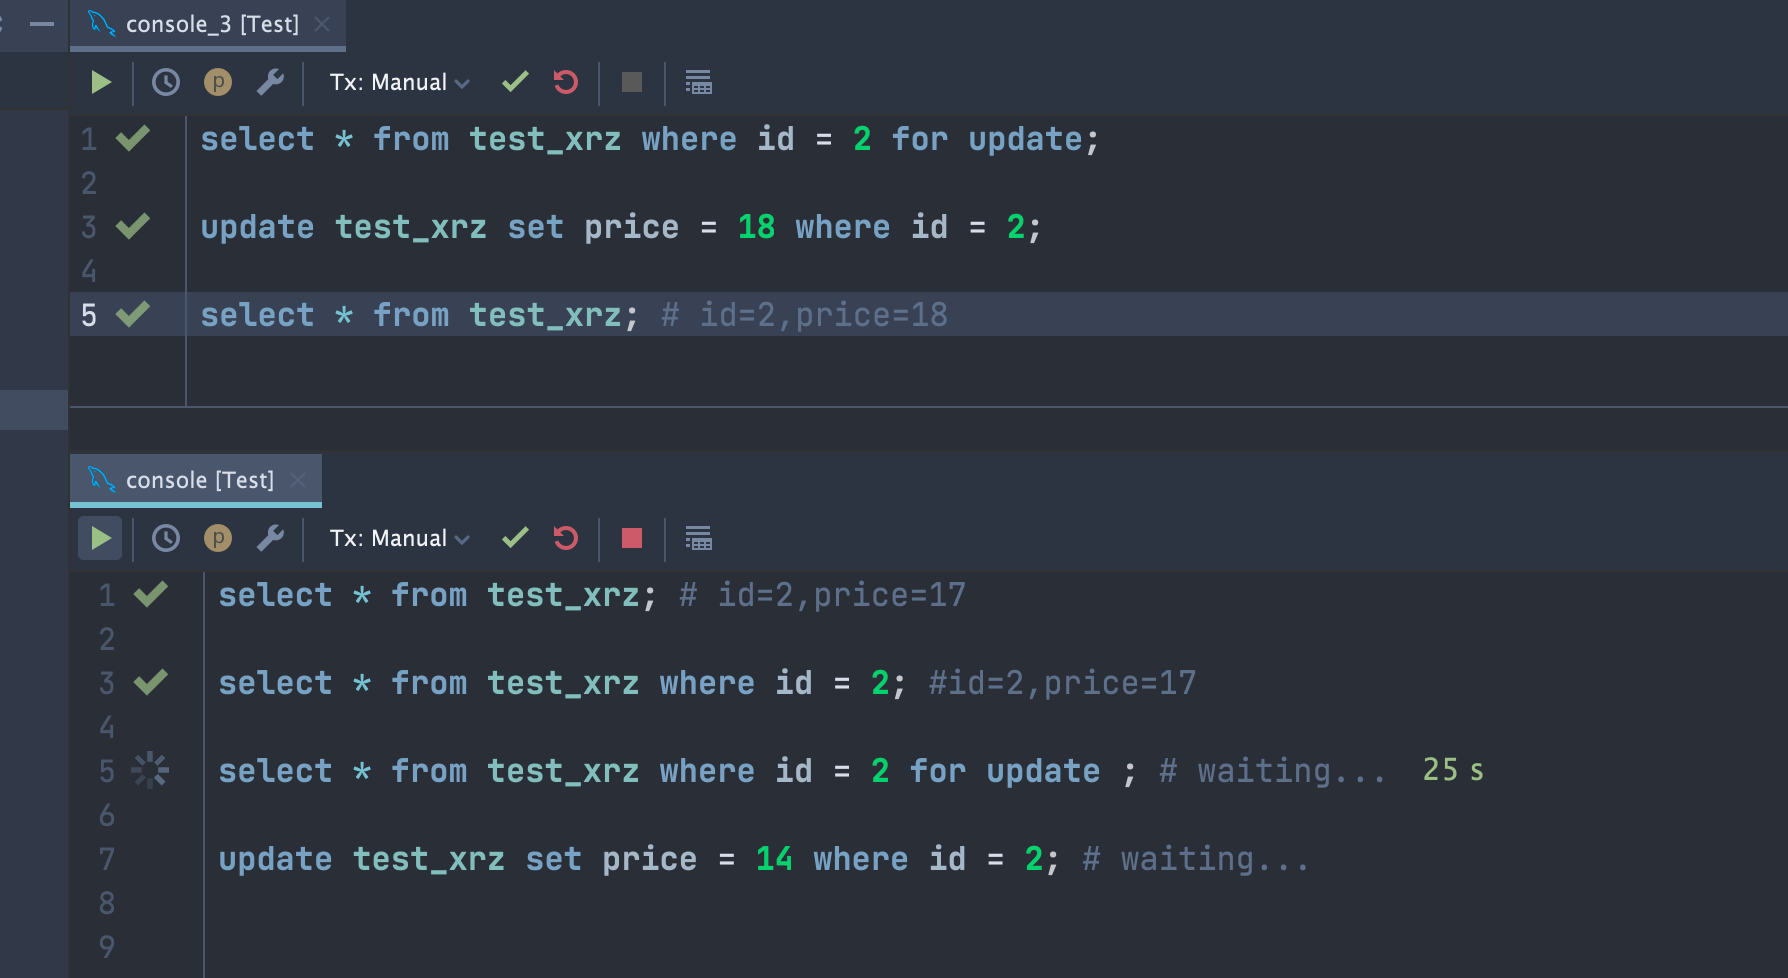 console_3 [Test]
p
Tx: Manual
1 select * from test_xrz where id = 2 for update;
2
3 update test_xrz set price = 18 where id = 2;
4
5 select * from test_xrz; # id=2,price=18
console [Test]
p
Tx: Manual
1 select * from test_xrz; # id=2,price=17
2
3 select * from test_xrz where id = 2; #id=2,price=17
4
5 select * from test_xrz where id = 2 for update ; # waiting... 25 s
6
7 update test_xrz set price = 14 where id = 2; # waiting...
8
9